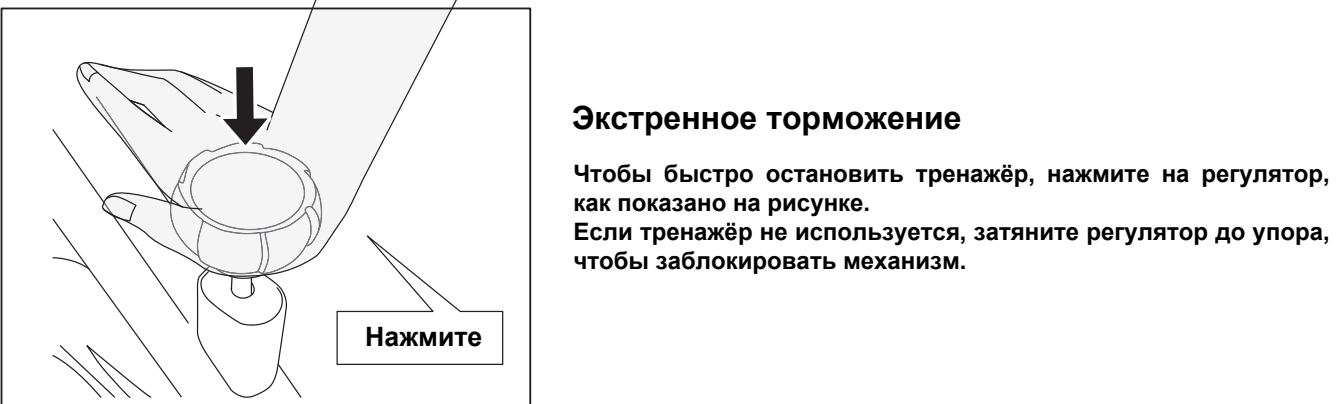 Экстренное торможение
Чтобы быстро остановить тренажёр, нажмите на регулятор,
как показано на рисунке.
Если тренажёр не используется, затяните регулятор до упора,
чтобы заблокировать механизм.
Нажмите